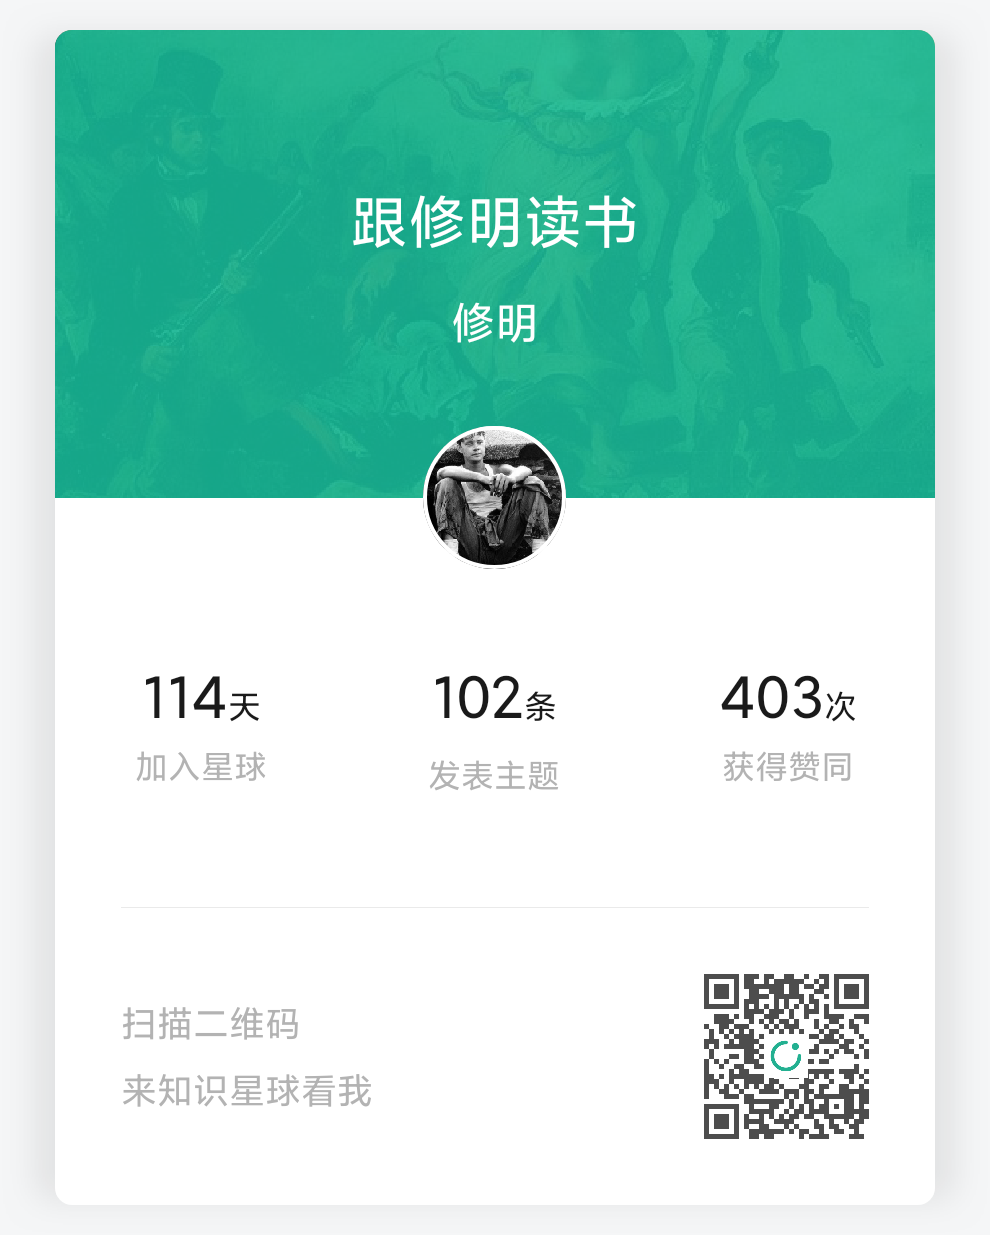 跟修明读书
修明
114天
加入星球
102条
发表主题
403次
获得赞同
扫描二维码
来知识星球看我